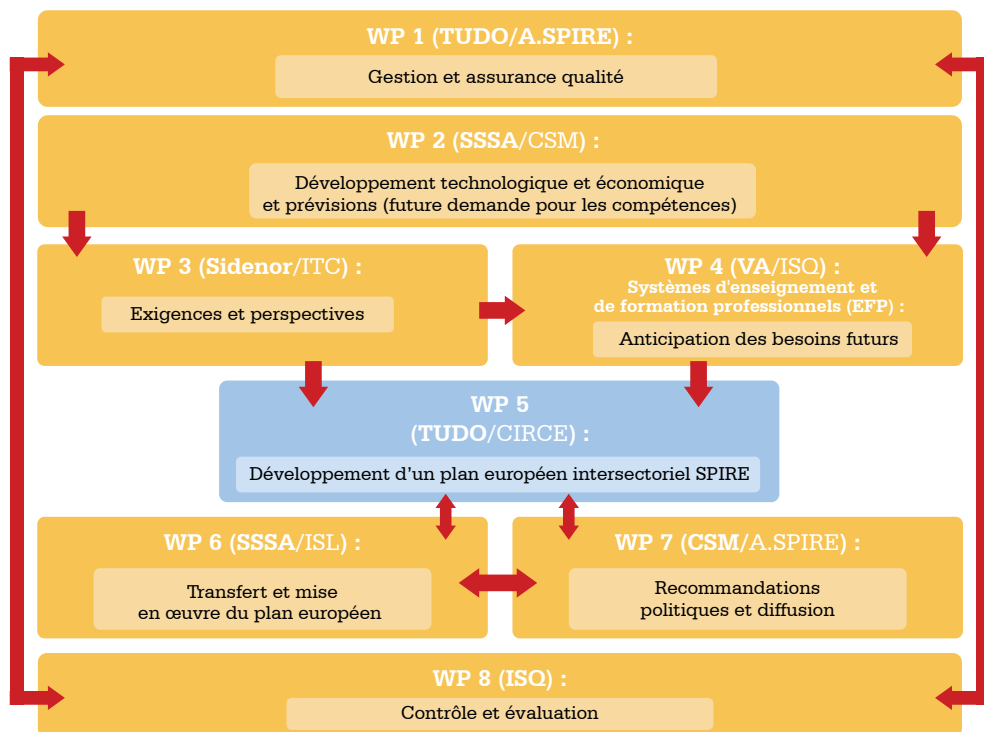 WP 1 (TUDO/A.SPIRE) :
Gestion et assurance qualité
WP 2 (SSSA/CSM) :
Développement technologique et économique
et prévisions (future demande pour les compétences)
WP 3 (Sidenor/ITC) :
Exigences et perspectives
WP 4 (VA/ISQ) :
Systèmes d'enseignement et
de formation professionnels (EFP) :
Anticipation des besoins futurs
WP 5
(TUDO/CIRCE) :
Développement d’un plan européen intersectoriel SPIRE
WP 6 (SSSA/ISL) :
Transfert et mise
en œuvre du plan européen
WP 7 (CSM/A.SPIRE) :
Recommandations
politiques et diffusion
WP 8 (ISQ) :
Contrôle et évaluation